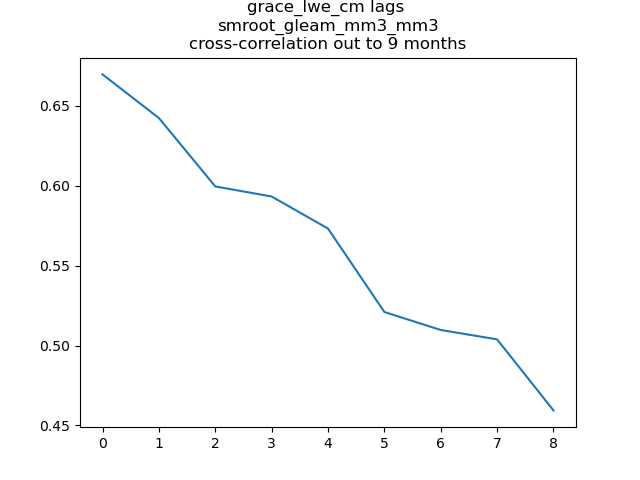 grace_lwe_cm lags
smroot_gleam_mm3_mm3
cross-correlation out to 9 months
0.65
0.60
0.55
0.50
0.45
0 1 2 3 4 5 6 7 8